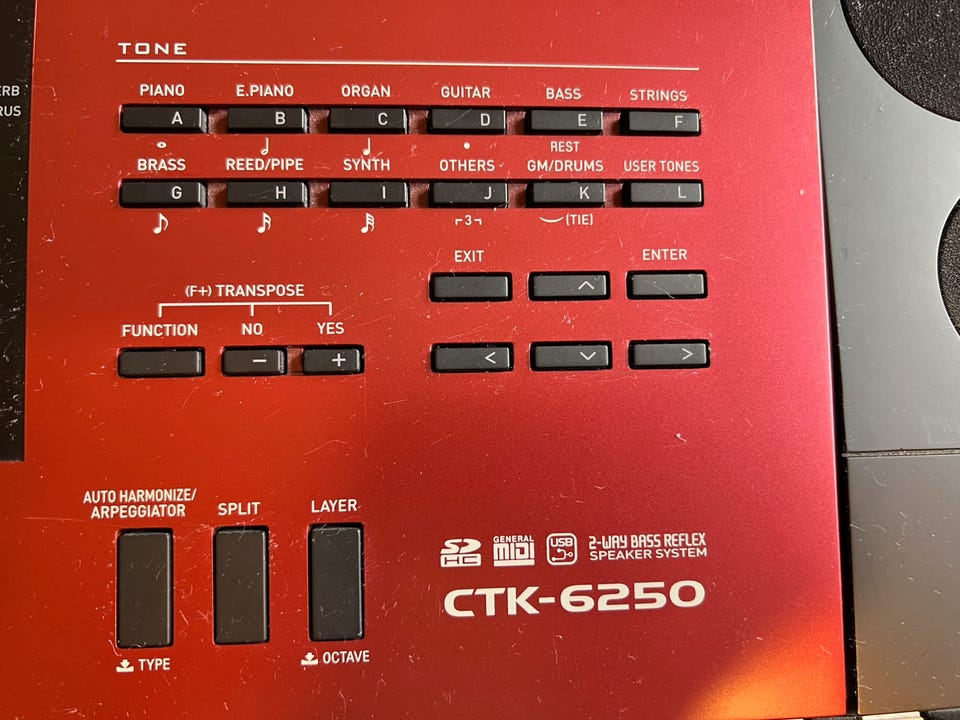 TONE
PIANO E.PIANO ORGAN GUITAR BASS STRINGS
A B C D E F
REST
BRASS REED/PIPE SYNTH OTHERS GM/DRUMS USER TONES
G H I J K L
3 (TIE)
EXIT ENTER
(F+) TRANSPOSE
FUNCTION NO YES
− +
< >
AUTO HARMONIZE/
ARPEGGIATOR SPLIT LAYER
SD HC GENERAL MIDI USB 2-WAY BASS REFLEX
SPEAKER SYSTEM
CTK-6250
TYPE OCTAVE